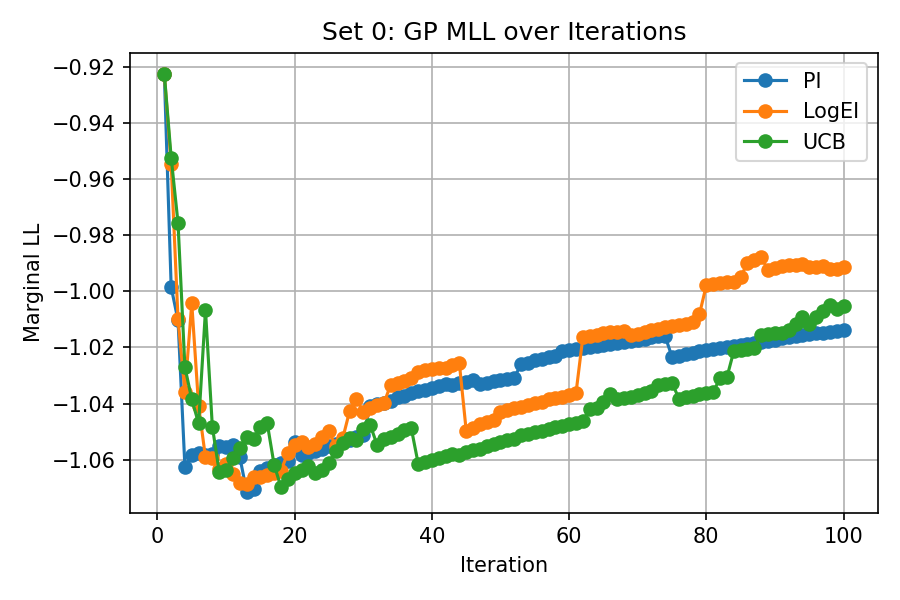 Set 0: GP MLL over Iterations
Marginal LL
−0.92
−0.94
−0.96
−0.98
−1.00
−1.02
−1.04
−1.06
PI
LogEI
UCB
0 20 40 60 80 100
Iteration